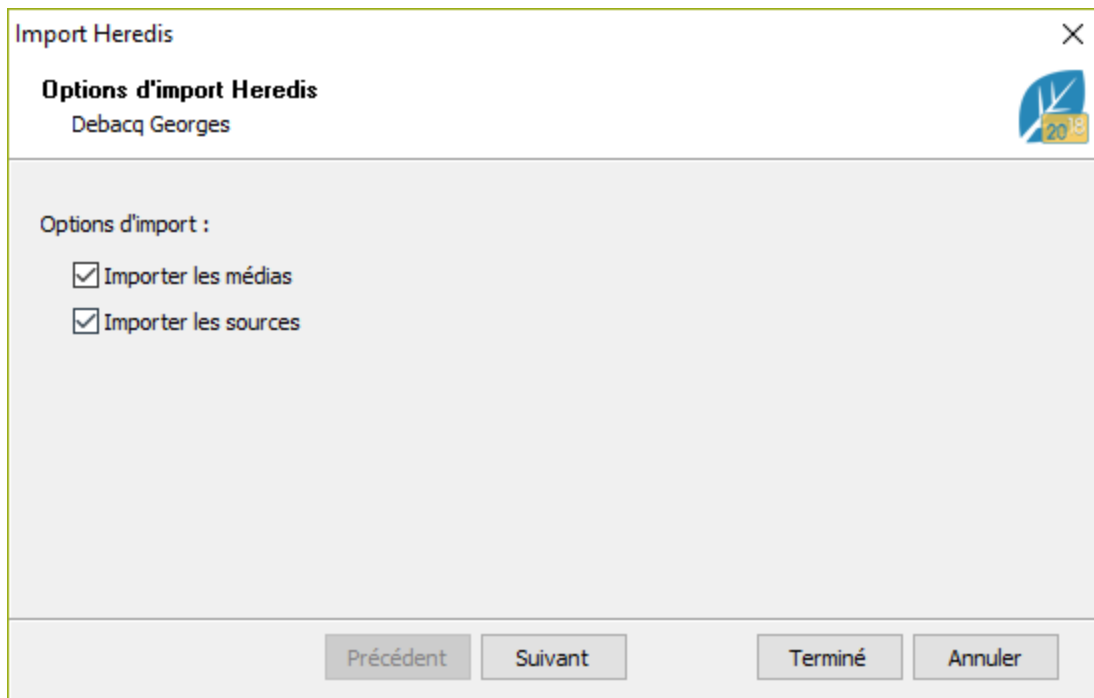 Import Heredis
Options d'import Heredis
Debacq Georges
2018
Options d'import :
Importer les médias
Importer les sources
Précédent Suivant Terminé Annuler